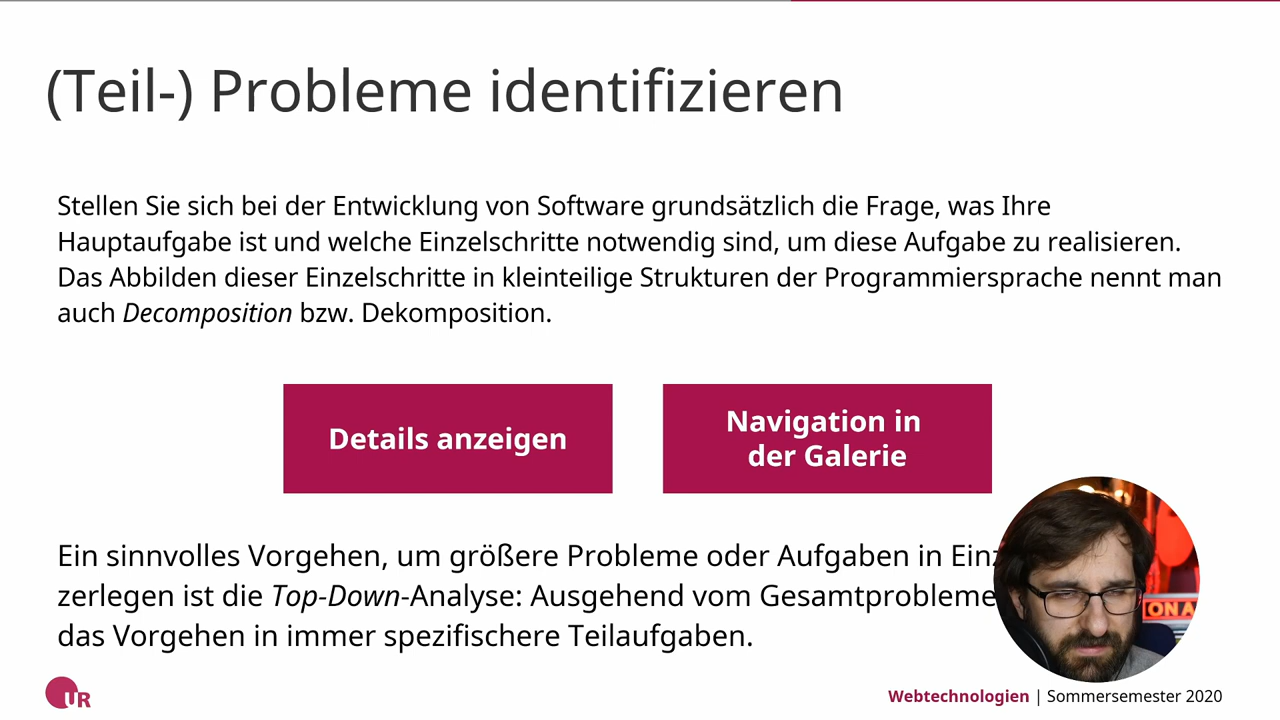 (Teil-) Probleme identifizieren
Stellen Sie sich bei der Entwicklung von Software grundsätzlich die Frage, was Ihre
Hauptaufgabe ist und welche Einzelschritte notwendig sind, um diese Aufgabe zu realisieren.
Das Abbilden dieser Einzelschritte in kleinteilige Strukturen der Programmiersprache nennt man
auch Decomposition bzw. Dekomposition.
Details anzeigen
Navigation in
der Galerie
Ein sinnvolles Vorgehen, um größere Probleme oder Aufgaben in
zerlegen ist die Top-Down-Analyse: Ausgehend vom Gesamtprobleme
das Vorgehen in immer spezifischere Teilaufgaben.
ON A
UR
Webtechnologien | Sommersemester 2020